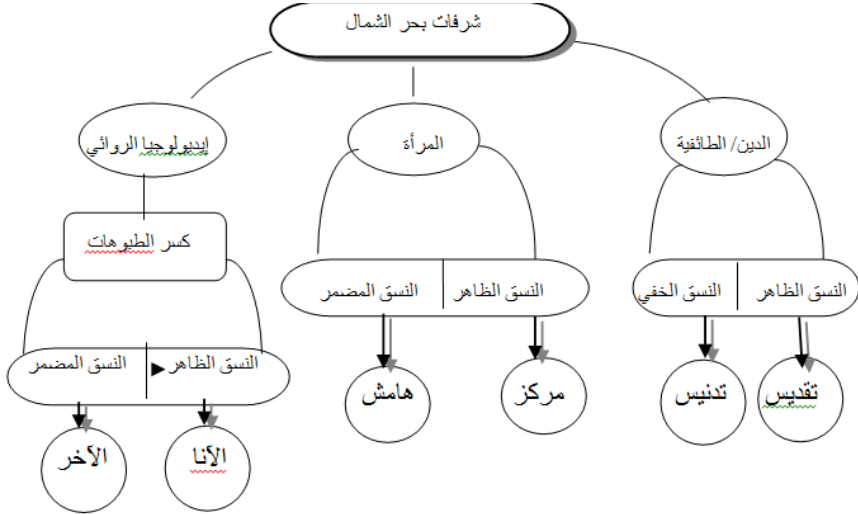 شرفات بحر الشمال
الدين/ الطائفية
المرأة
إيديولوجيا الروائي
كسر الطبوهات
النسق الظاهر
النسق الخفي
النسق الظاهر
النسق المضمر
النسق الظاهر
النسق المضمر
تقديس
تدنيس
مركز
هامش
الآنا
الآخر